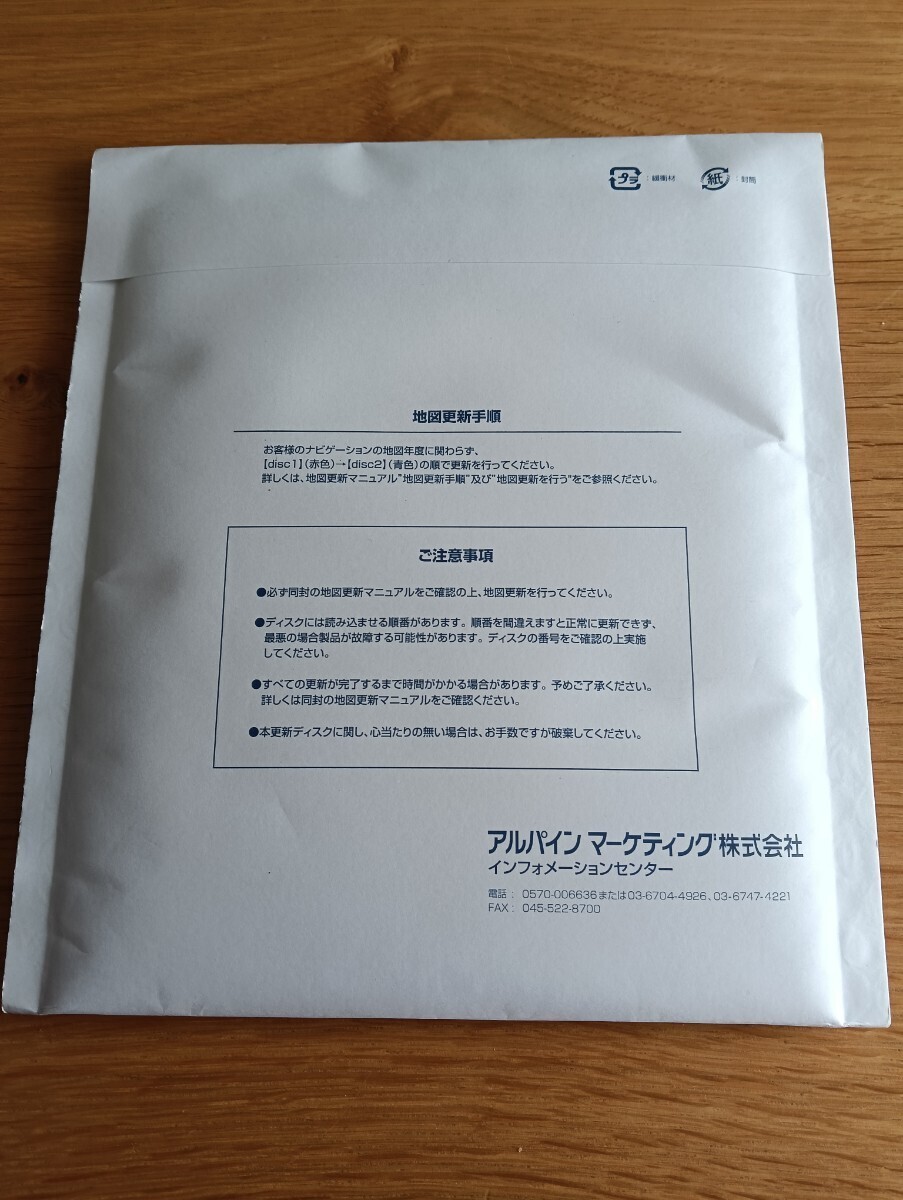 プラ : 緩衝材 紙 : 封筒
地図更新手順
お客様のナビゲーションの地図年度に関わらず、
【disc1】(赤色)→【disc2】(青色)の順で更新を行ってください。
詳しくは、地図更新マニュアル"地図更新手順"及び"地図更新を行う"をご参照ください。
ご注意事項
●必ず同封の地図更新マニュアルをご確認の上、地図更新を行ってください。
●ディスクには読み込ませる順番があります。順番を間違えますと正常に更新できず、
最悪の場合製品が故障する可能性があります。ディスクの番号をご確認の上実施
してください。
●すべての更新が完了するまで時間がかかる場合があります。予めご了承ください。
詳しくは同封の地図更新マニュアルをご確認ください。
●本更新ディスクに関し、心当たりの無い場合は、お手数ですが破棄してください。
アルパイン マーケティング株式会社
インフォメーションセンター
電話 : 0570-006636または03-6704-4926、03-6747-4221
FAX : 045-522-8700